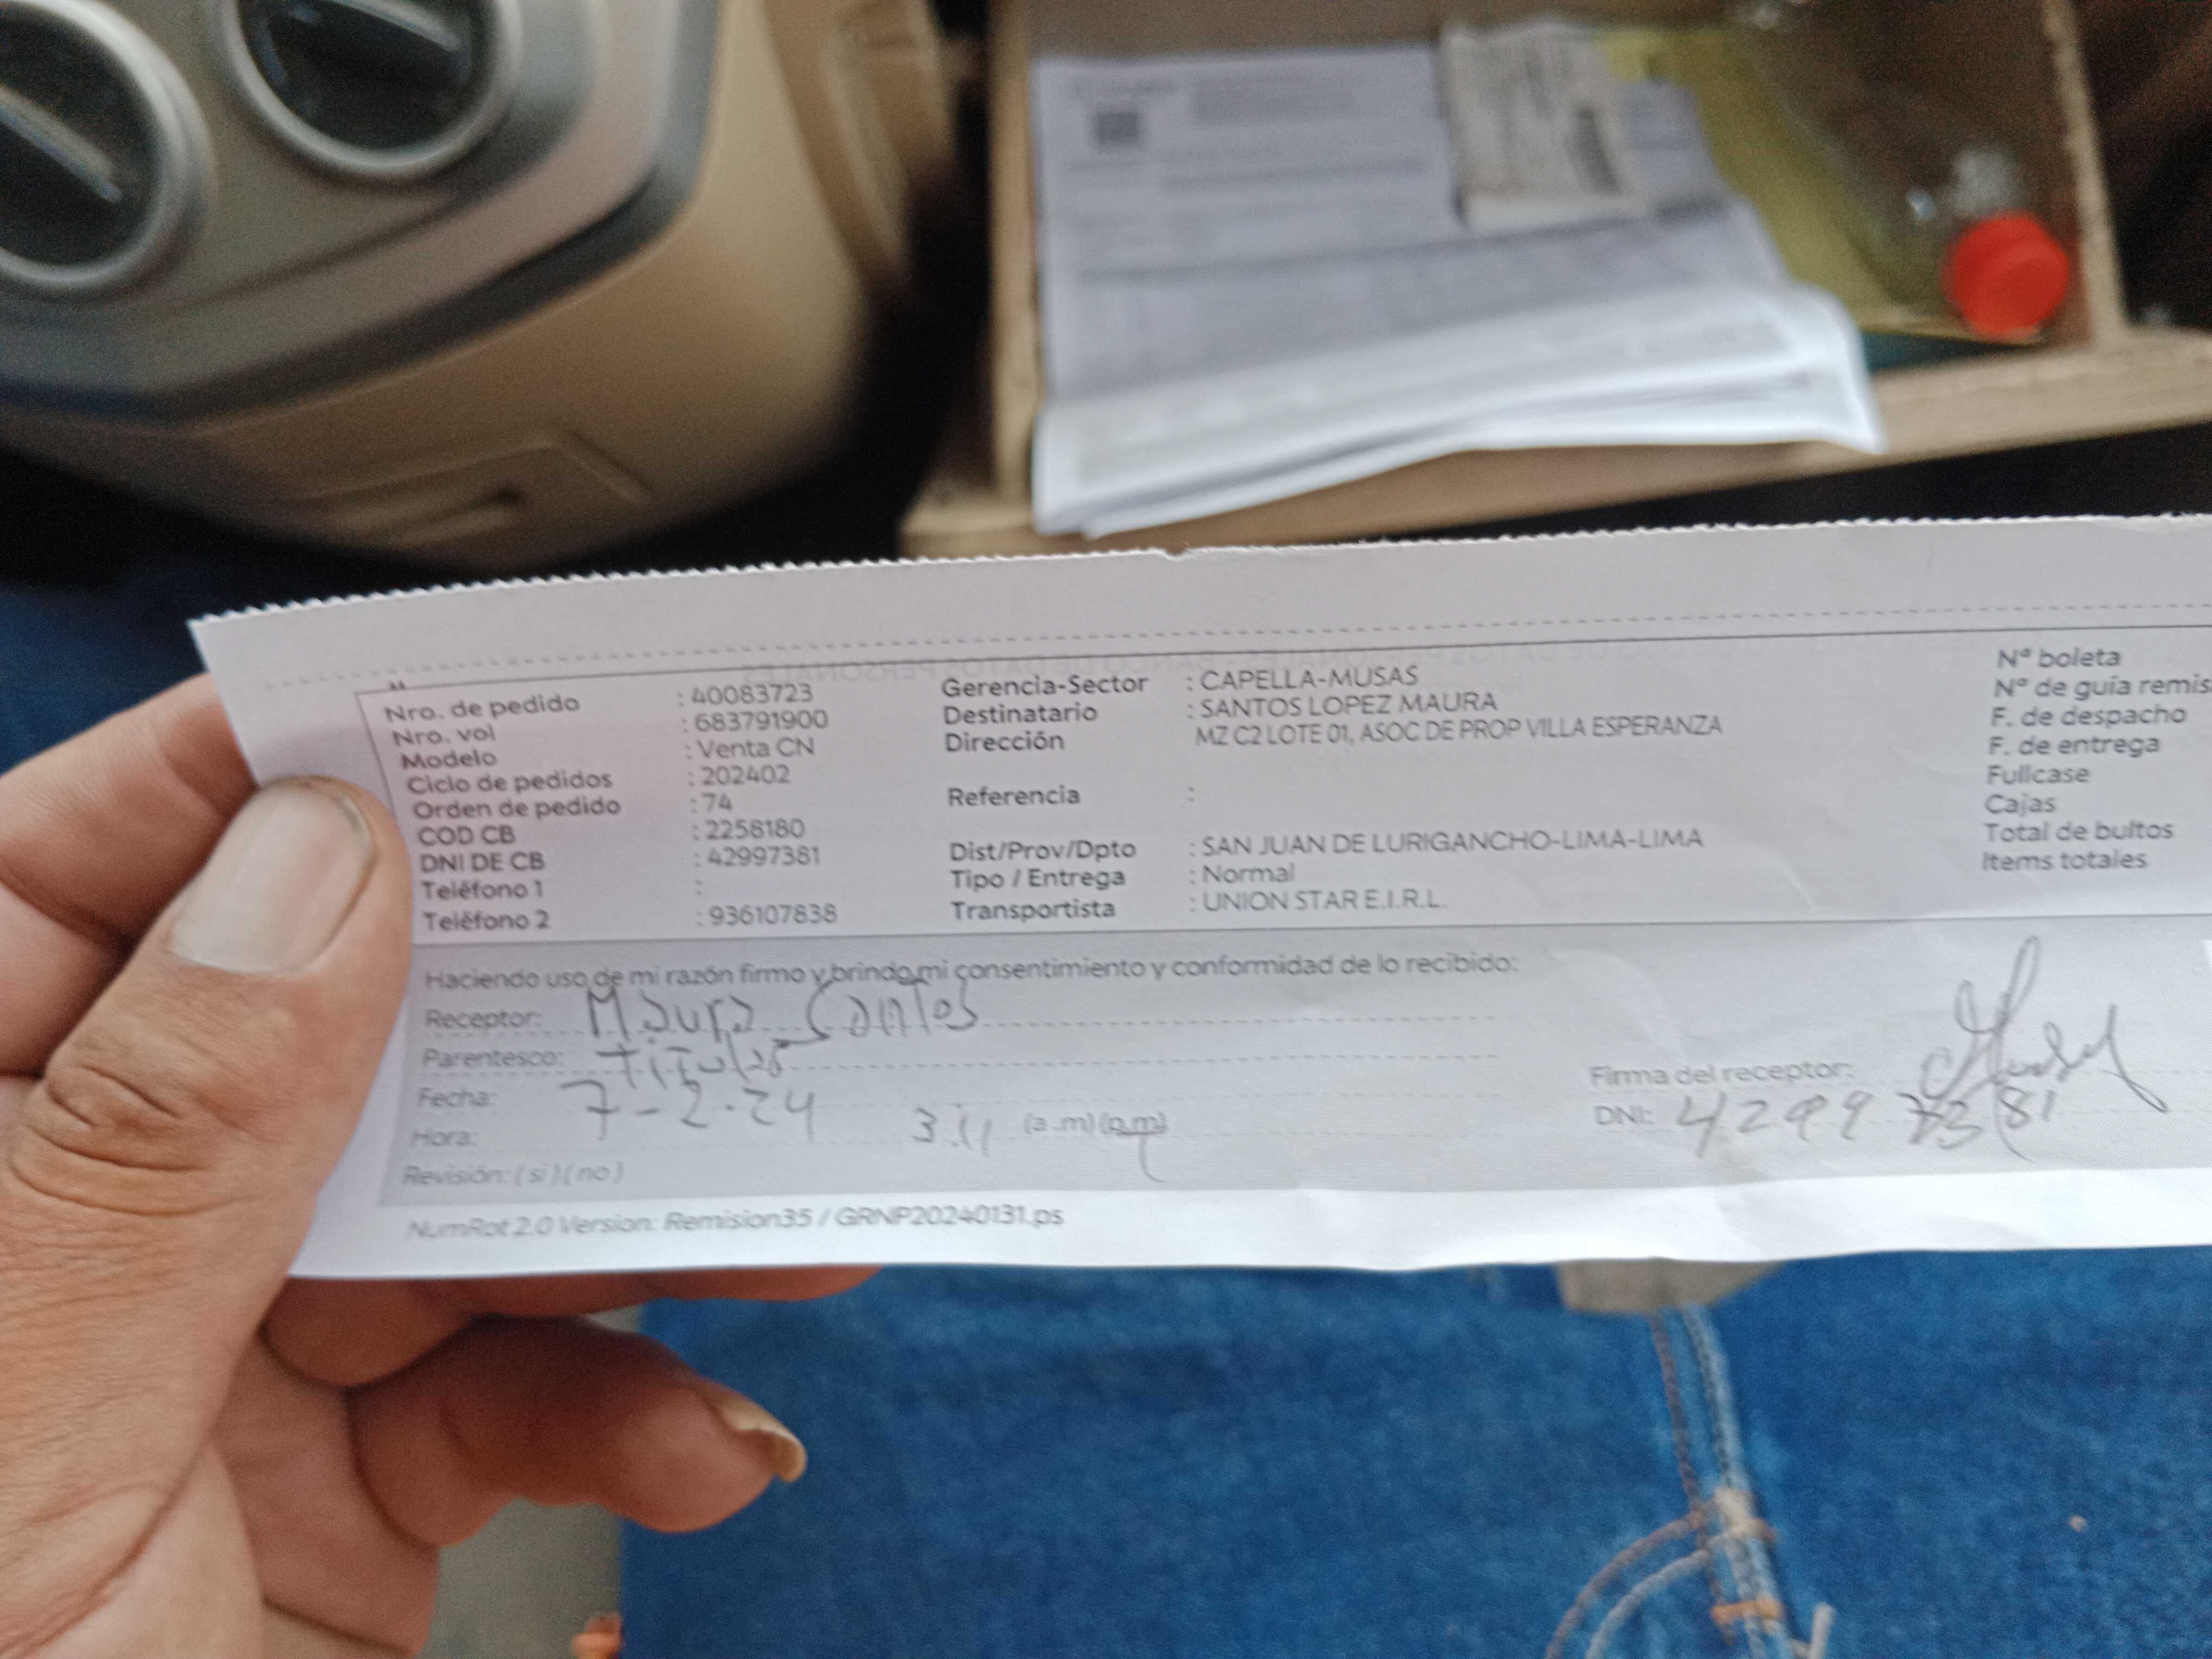 Nro. de pedido : 40083723
Nro. vol : 683791900
Modelo : Venta CN
Ciclo de pedidos : 202402
Orden de pedido : 74
COD CB : 2258180
DNI DE CB : 42997381
Teléfono 1 :
Teléfono 2 : 936107838
Gerencia-Sector : CAPELLA-MUSAS
Destinatario : SANTOS LOPEZ MAURA
Dirección MZ C2 LOTE 01, ASOC DE PROP VILLA ESPERANZA
Referencia :
Dist/Prov/Dpto : SAN JUAN DE LURIGANCHO-LIMA-LIMA
Tipo / Entrega : Normal
Transportista : UNION STAR E.I.R.L.
N° boleta
N° de guía remis
F. de despacho
F. de entrega
Fullcase
Cajas
Total de bultos
Items totales
Haciendo uso de mi razón firmo y brindo mi consentimiento y conformidad de lo recibido:
Receptor: Maura Santos
Parentesco: Titular
Fecha: 7-2-24
Hora: 3:11 (a.m) (p.m)
Revisión: ( si ) ( no )
Firma del receptor:
DNI: 42997381
NumRot 2.0 Version: Remision35 / GRNP20240131.ps